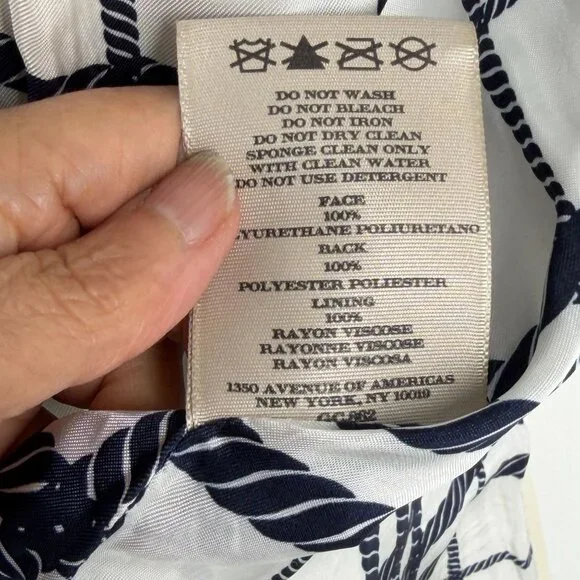 DO NOT WASH
DO NOT BLEACH
DO NOT IRON
DO NOT DRY CLEAN
SPONGE CLEAN ONLY
WITH CLEAN WATER
DO NOT USE DETERGENT
FACE
100%
YURETHANE POLIURETANO
BACK
100%
POLYESTER POLIESTER
LINING
100%
RAYON VISCOSE
RAYONNE VISCOSE
RAYON VISCOSA
1350 AVENUE OF AMERICAS
NEW YORK, NY 10019